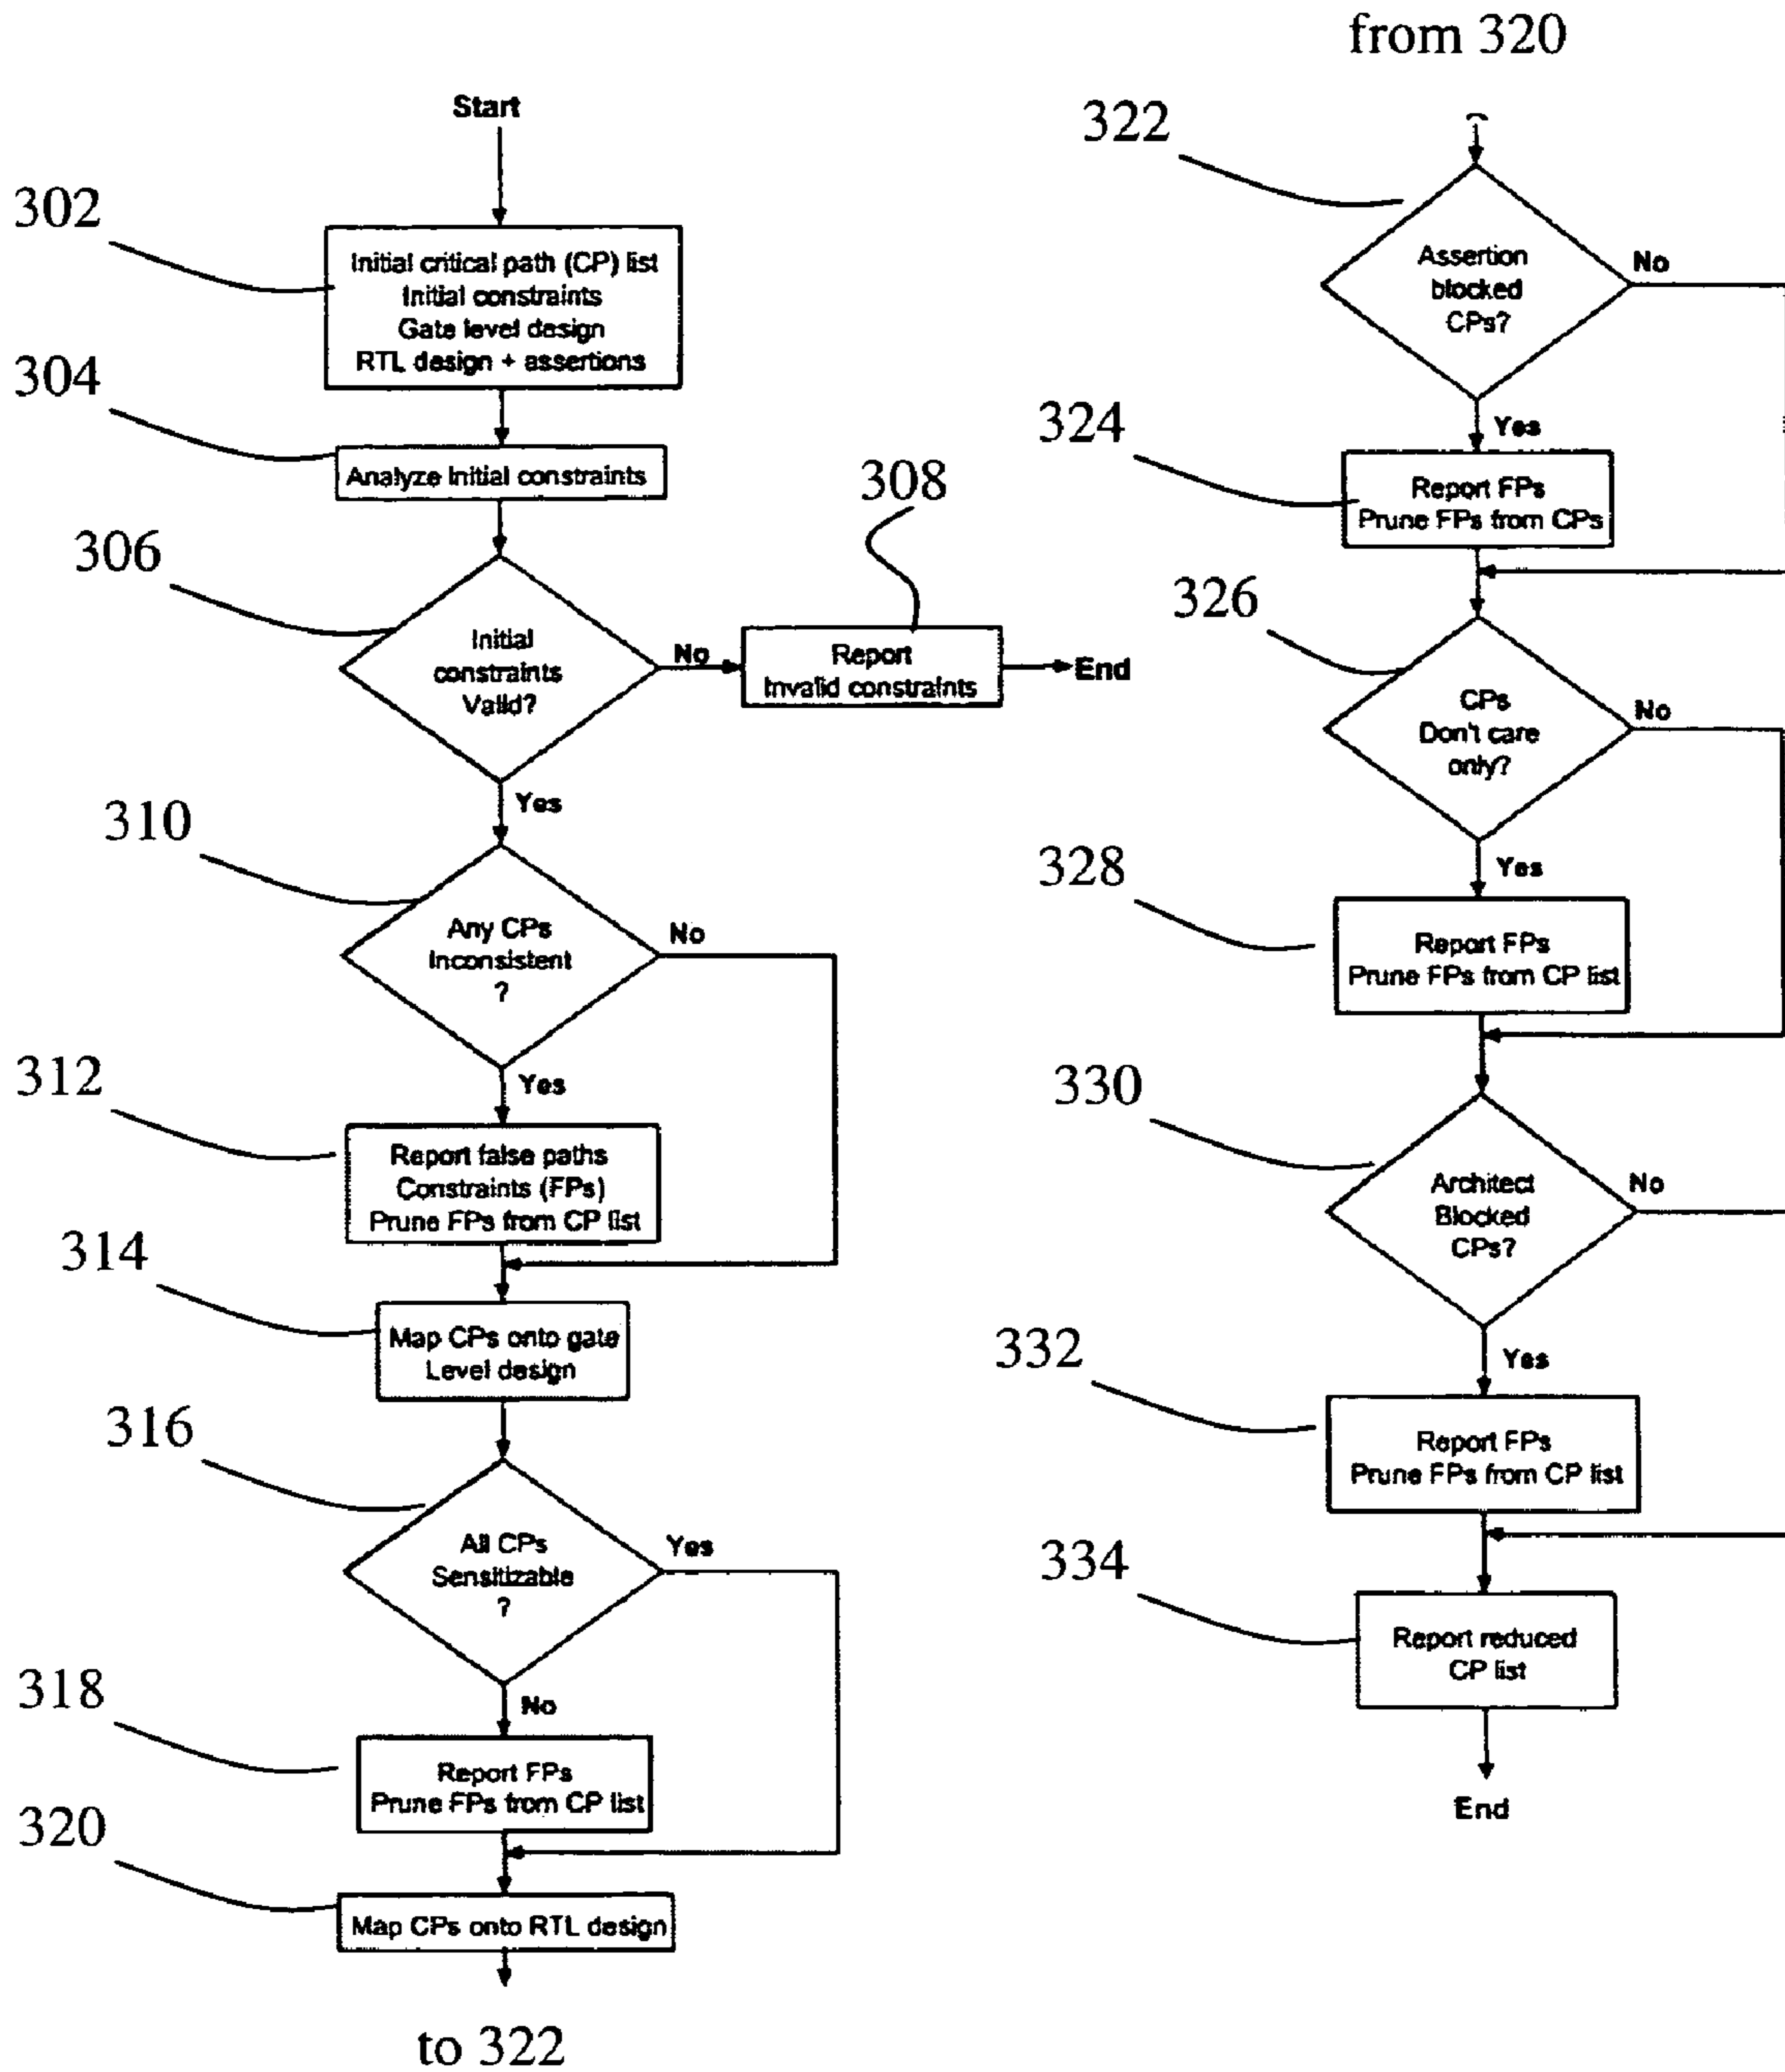 Start
302
Initial critical path (CP) list
Initial constraints
Gate level design
RTL design + assertions
304
Analyze Initial constraints
306
Initial
constraints
Valid?
No
308
Report
Invalid constraints
End
Yes
310
Any CPs
Inconsistent
?
No
Yes
312
Report false paths
Constraints (FPs)
Prune FPs from CP list
314
Map CPs onto gate
Level design
316
All CPs
Sensitizable
?
Yes
No
318
Report FPs
Prune FPs from CP list
320
Map CPs onto RTL design
to 322
from 320
322
Assertion
blocked
CPs?
No
Yes
324
Report FPs
Prune FPs from CPs
326
CPs
Don't care
only?
No
Yes
328
Report FPs
Prune FPs from CP list
330
Architect
Blocked
CPs?
No
Yes
332
Report FPs
Prune FPs from CP list
334
Report reduced
CP list
End